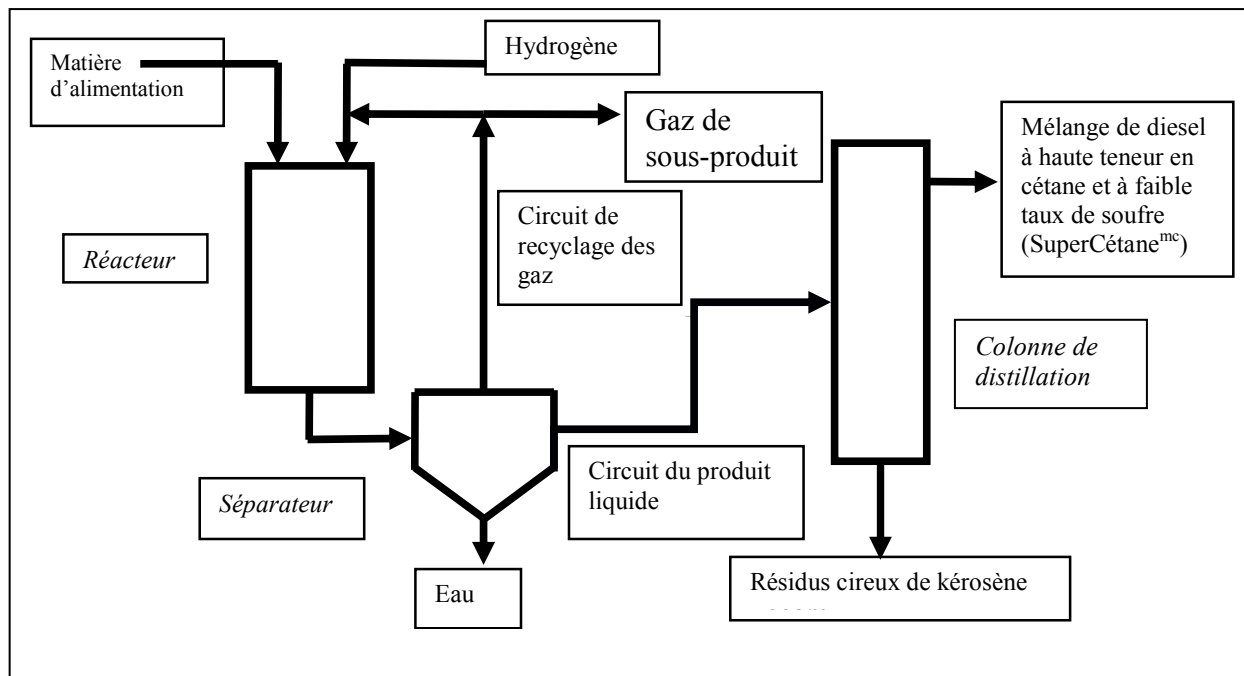 Matière
d'alimentation
Hydrogène
Gaz de
sous-produit
Mélange de diesel
à haute teneur en
cétane et à faible
taux de soufre
(SuperCétaneᵐᶜ)
Réacteur
Circuit de
recyclage des
gaz
Colonne de
distillation
Séparateur
Circuit du produit
liquide
Eau
Résidus cireux de kérosène